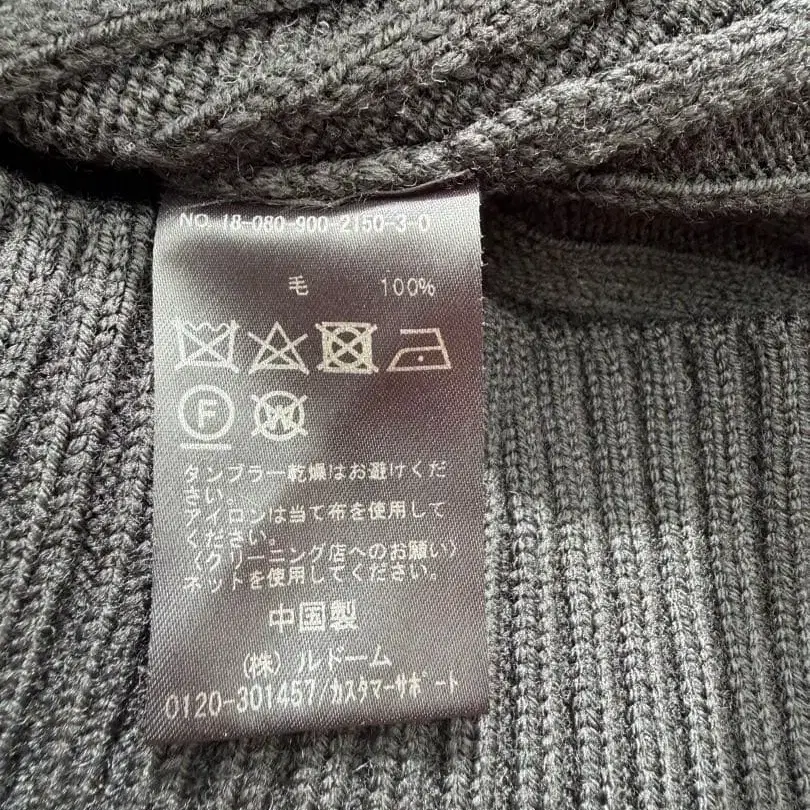 NO 18-080-900-2150-3-0
毛 100%
F
W
タンブラー乾燥はお避けくだ
さい。
アイロンは当て布を使用して
ください。
〈クリーニング店へのお願い〉
ネットを使用してください。
中国製
(株)ルドーム
0120-301457/カスタマーサポート